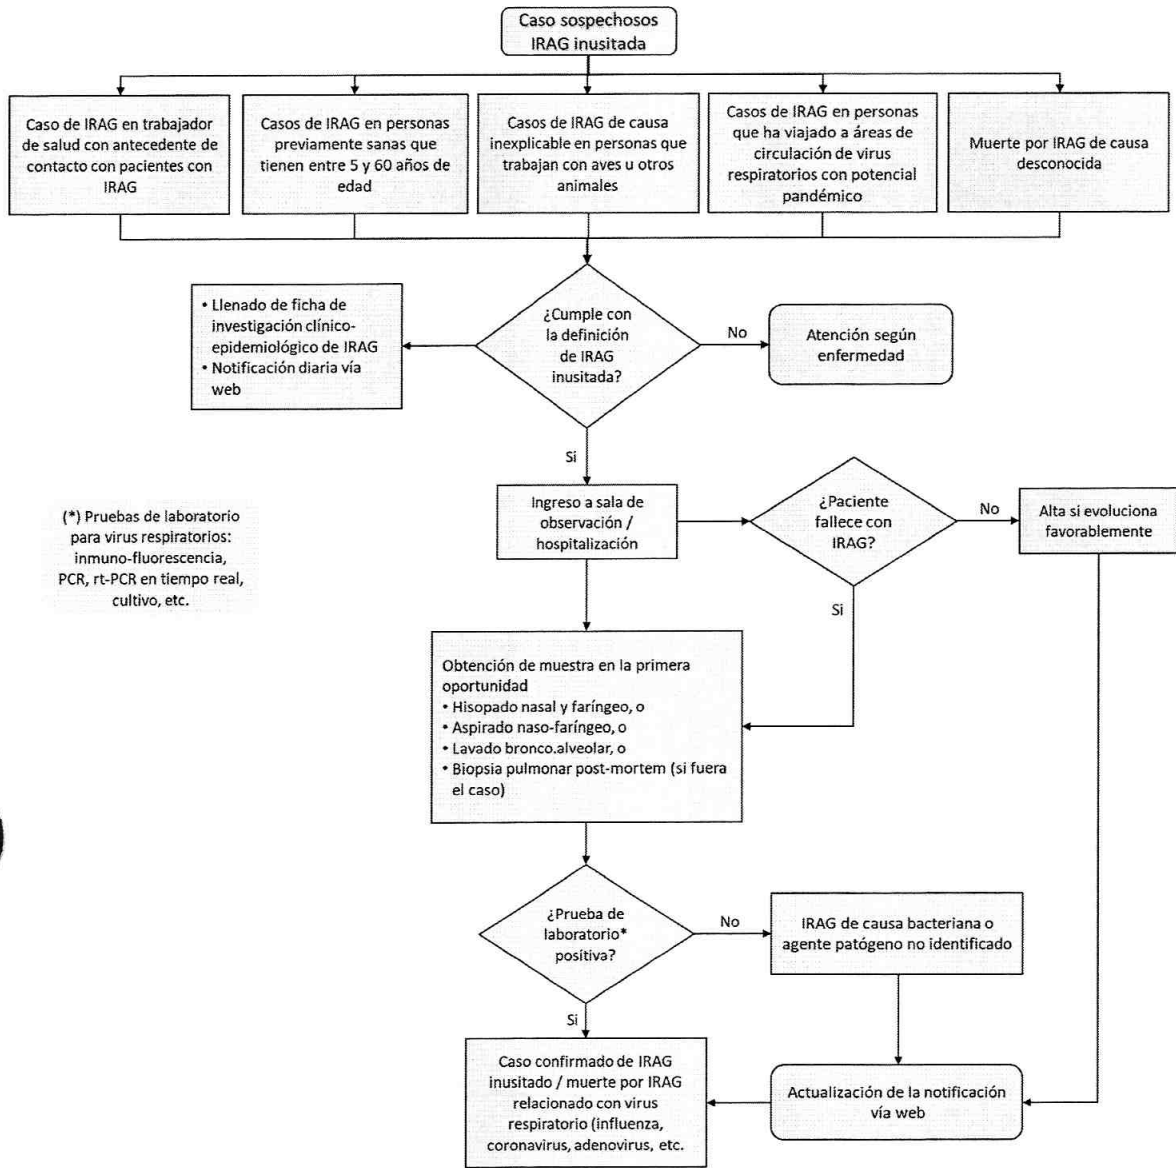 Caso sospechosos
IRAG inusitada
Caso de IRAG en trabajador
de salud con antecedente de
contacto con pacientes con
IRAG
Casos de IRAG en personas
previamente sanas que
tienen entre 5 y 60 años de
edad
Casos de IRAG de causa
inexplicable en personas que
trabajan con aves u otros
animales
Casos de IRAG en personas
que ha viajado a áreas de
circulación de virus
respiratorios con potencial
pandémico
Muerte por IRAG de causa
desconocida
• Llenado de ficha de
investigación clínico-
epidemiológico de IRAG
• Notificación diaria vía
web
¿Cumple con
la definición
de IRAG
inusitada?
No
Atención según
enfermedad
Si
(*) Pruebas de laboratorio
para virus respiratorios:
inmuno-fluorescencia,
PCR, rt-PCR en tiempo real,
cultivo, etc.
Ingreso a sala de
observación /
hospitalización
¿Paciente
fallece con
IRAG?
No
Alta si evoluciona
favorablemente
Si
Obtención de muestra en la primera
oportunidad
• Hisopado nasal y faríngeo, o
• Aspirado naso-faríngeo, o
• Lavado bronco.alveolar, o
• Biopsia pulmonar post-mortem (si fuera
el caso)
¿Prueba de
laboratorio*
positiva?
No
IRAG de causa bacteriana o
agente patógeno no identificado
Si
Caso confirmado de IRAG
inusitado / muerte por IRAG
relacionado con virus
respiratorio (influenza,
coronavirus, adenovirus, etc.
Actualización de la notificación
vía web